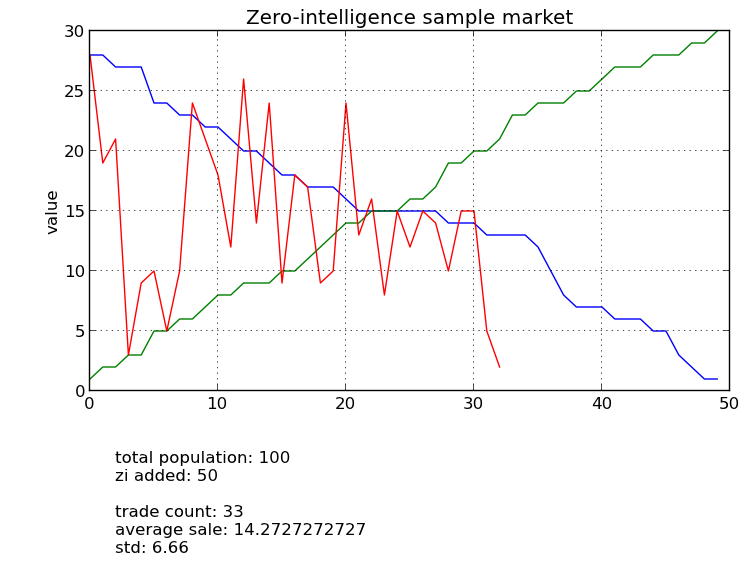 Zero-intelligence sample market
30
25
20
15
10
5
0
value
0 10 20 30 40 50
total population: 100
zi added: 50
trade count: 33
average sale: 14.2727272727
std: 6.66